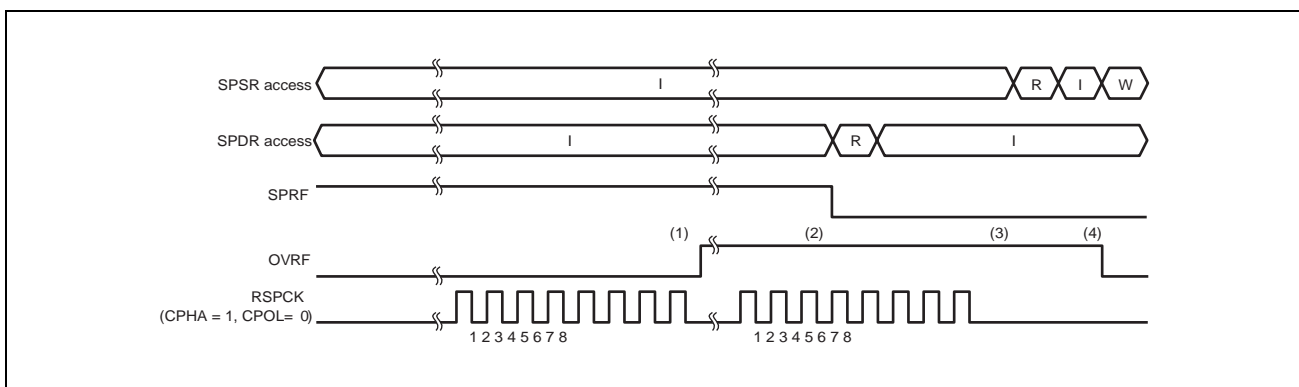 SPSR access
I
R
I
W
SPDR access
I
R
I
SPRF
(1)
(2)
(3)
(4)
OVRF
RSPCK
(CPHA = 1, CPOL= 0)
1 2 3 4 5 6 7 8
1 2 3 4 5 6 7 8